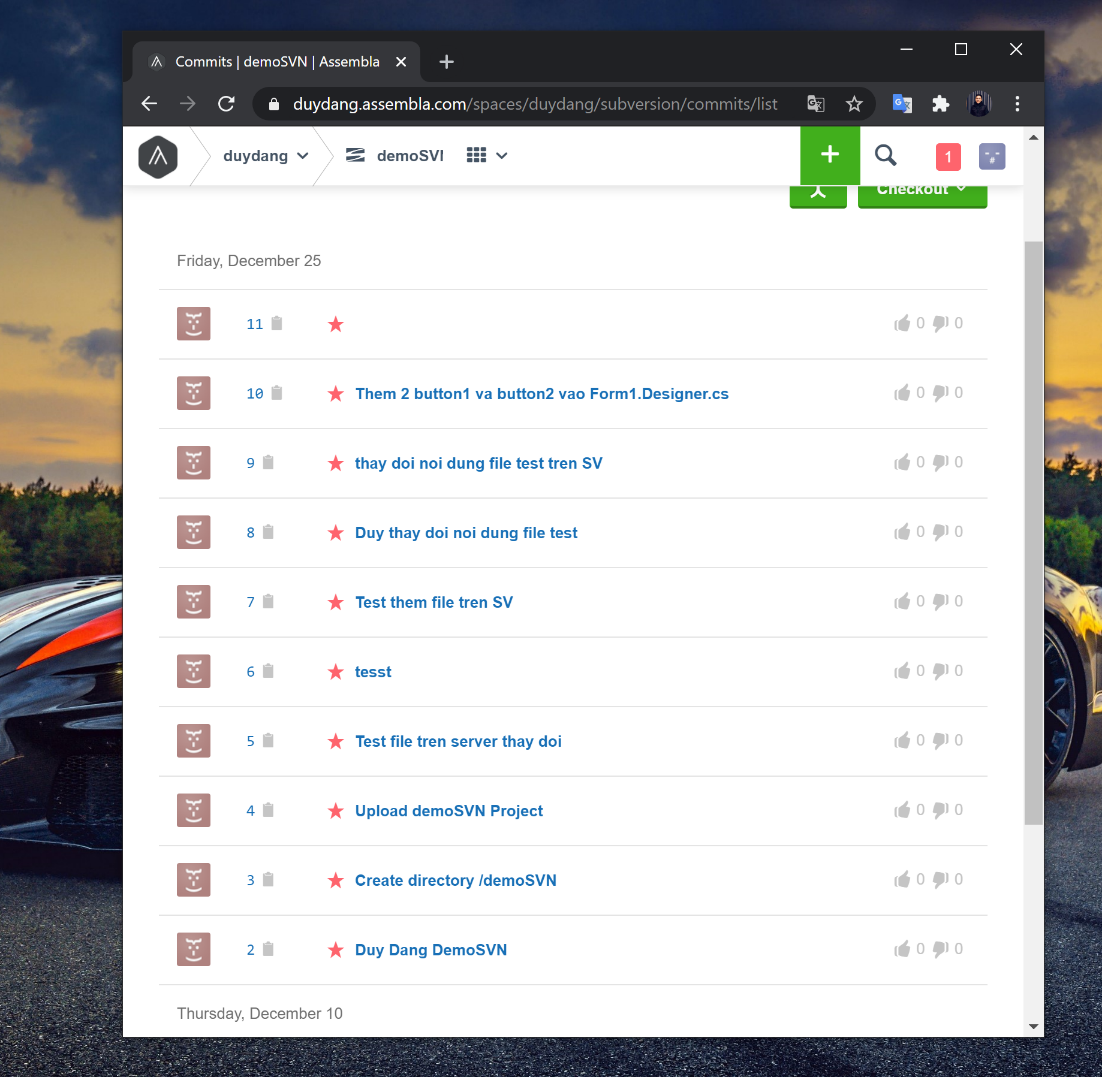 Commits | demoSVN | Assembla
duydang.assembla.com/spaces/duydang/subversion/commits/list
duydang demoSVI 1
Checkout
Friday, December 25
11 0 0
10 Them 2 button1 va button2 vao Form1.Designer.cs 0 0
9 thay doi noi dung file test tren SV 0 0
8 Duy thay doi noi dung file test 0 0
7 Test them file tren SV 0 0
6 tesst 0 0
5 Test file tren server thay doi 0 0
4 Upload demoSVN Project 0 0
3 Create directory /demoSVN 0 0
2 Duy Dang DemoSVN 0 0
Thursday, December 10